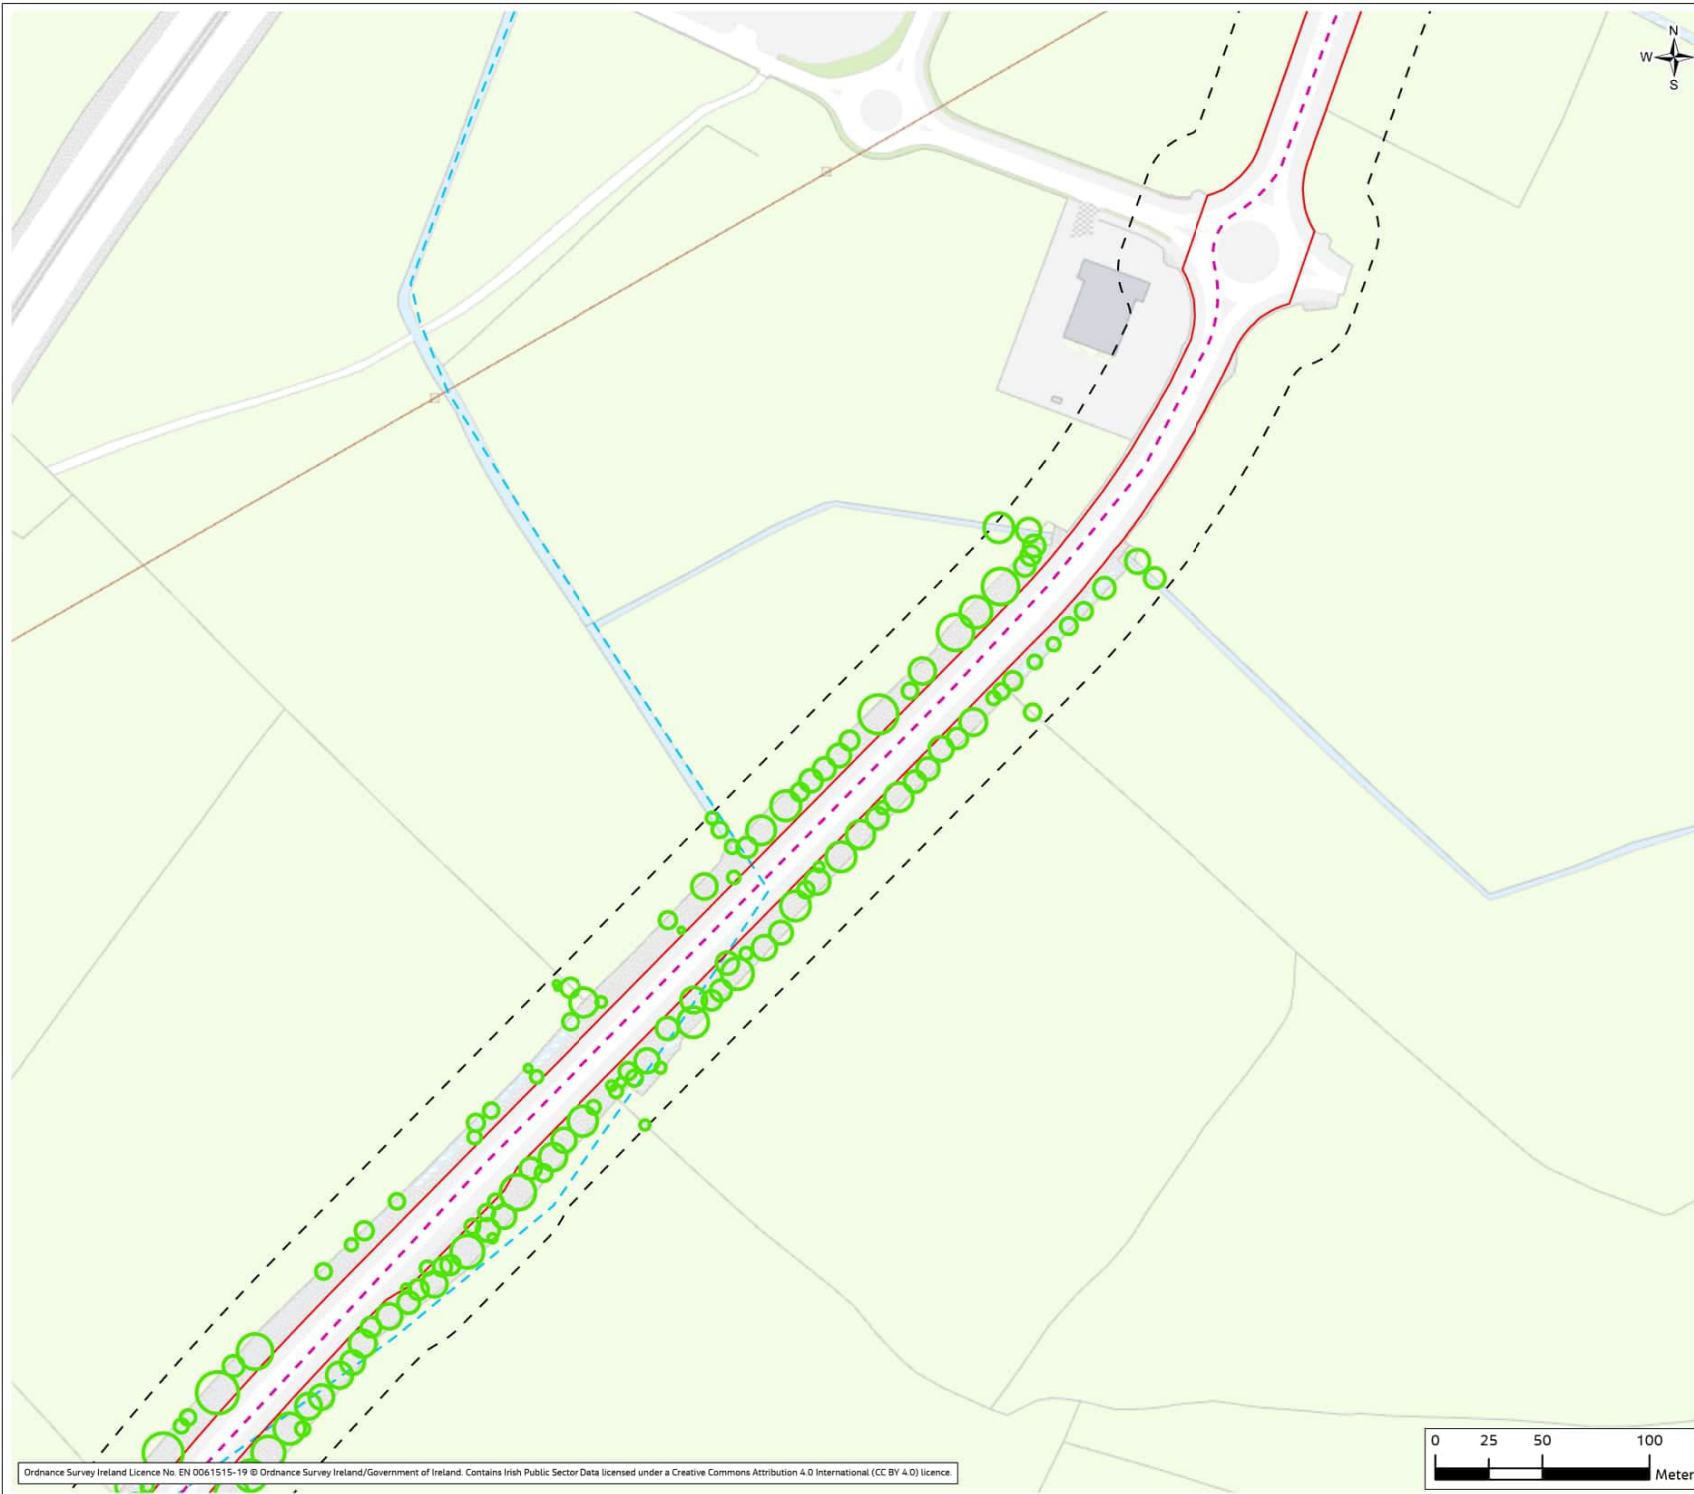 N
W
S
0 25 50 100
Meter
Ordnance Survey Ireland Licence No. EN 0061515-19 © Ordnance Survey Ireland/Government of Ireland. Contains Irish Public Sector Data licensed under a Creative Commons Attribution 4.0 International (CC BY 4.0) licence.